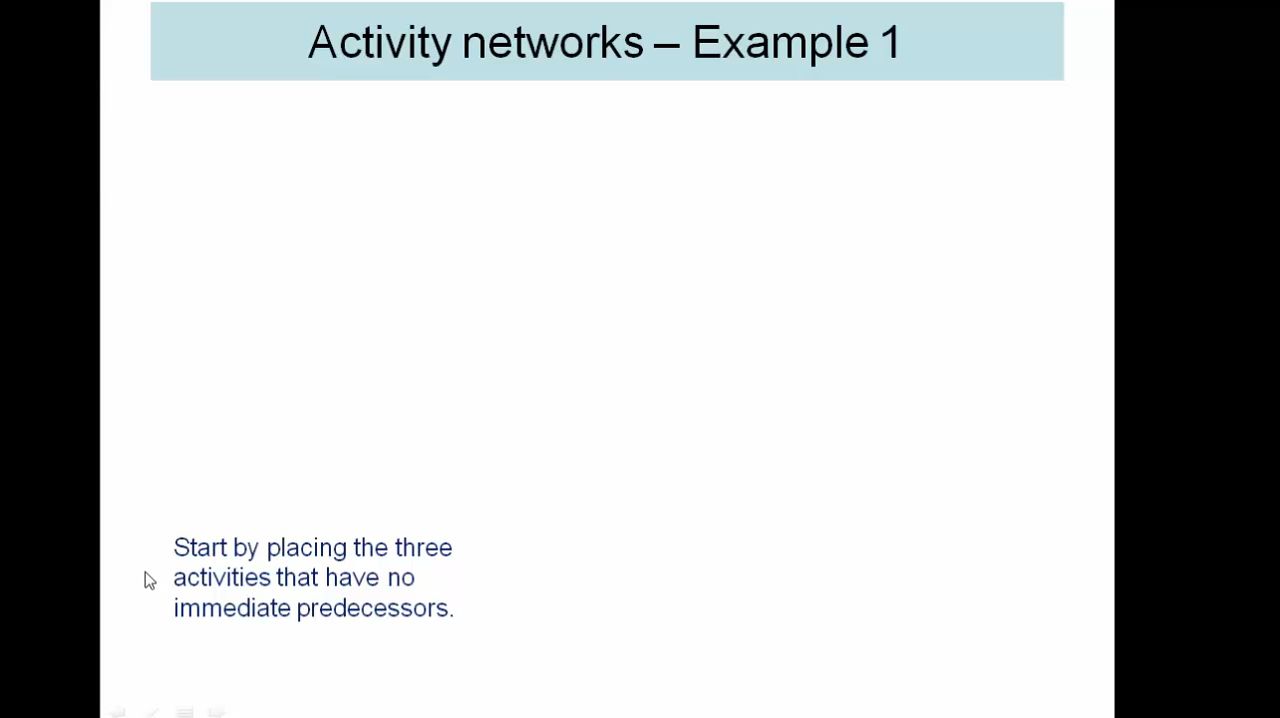 Activity networks – Example 1
Start by placing the three
activities that have no
immediate predecessors.